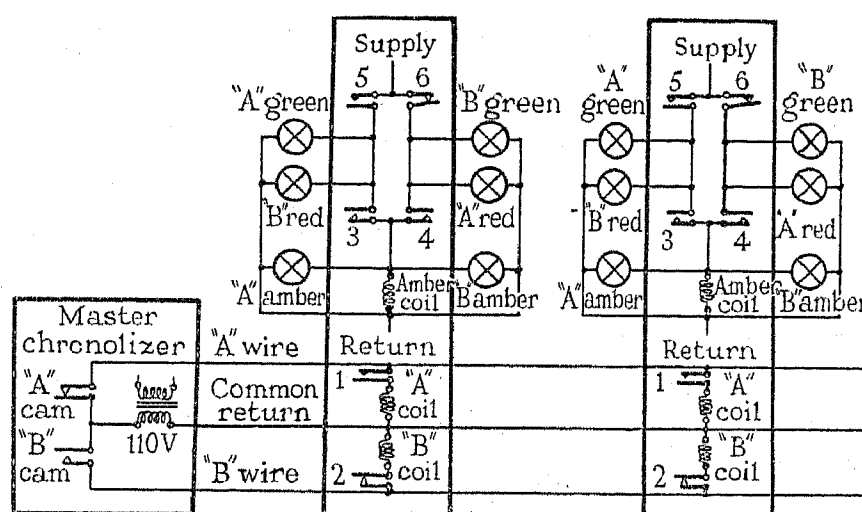 Supply
5 6
"A" green
"B" green
"B" red
"A" red
3 4
"A" amber
Amber
coil
"B" amber
Return
1
"A"
coil
"B"
coil
2
Supply
5 6
"A"
green
"B"
green
"B" red
"A" red
3 4
"A" amber
Amber
coil
"B" amber
Return
1
"A"
coil
"B"
coil
2
Master
chronolizer
"A"
cam
"B"
cam
110V
"A" wire
Common
return
"B" wire